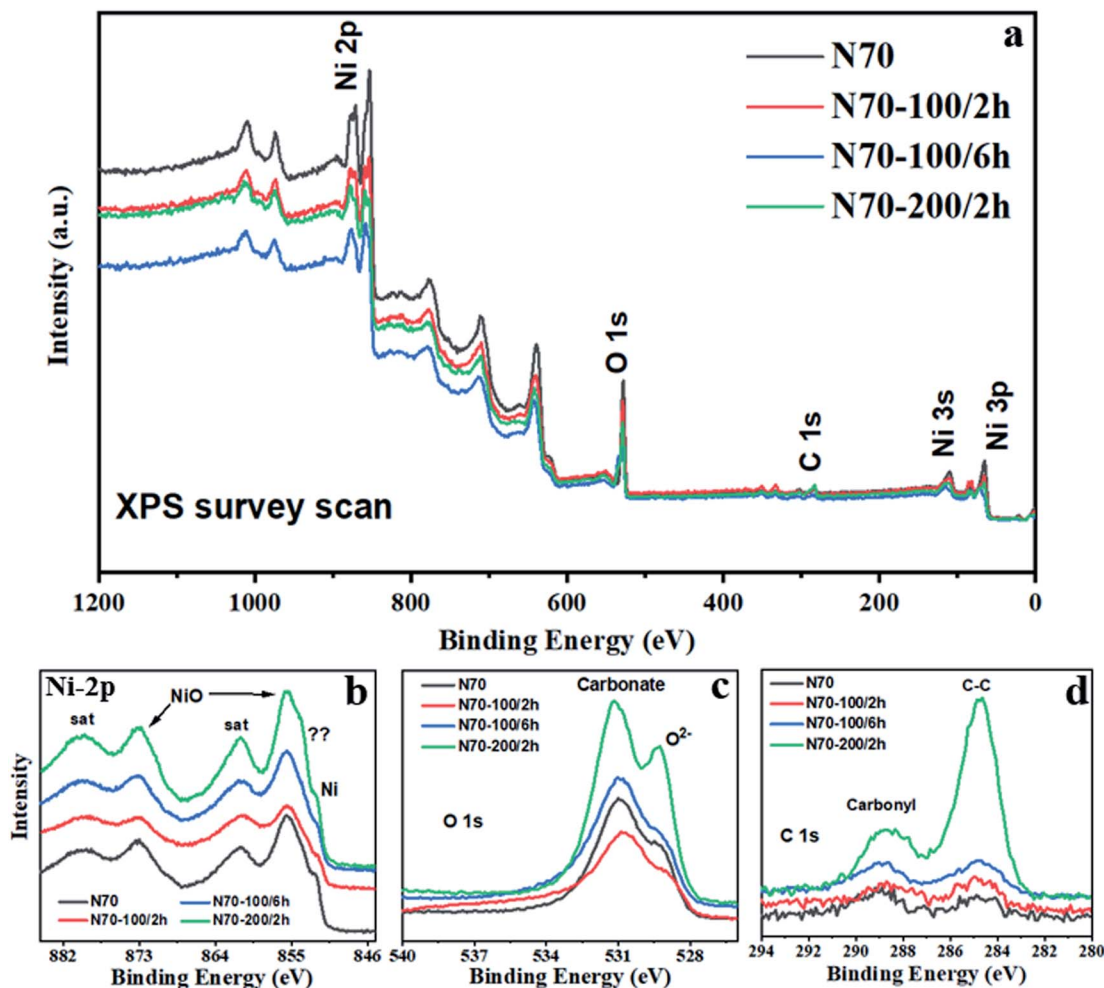 a
Ni 2p
N70
N70-100/2h
N70-100/6h
N70-200/2h
O 1s
C 1s
Ni 3s
Ni 3p
XPS survey scan
Intensity (a.u.)
1200 1000 800 600 400 200 0
Binding Energy (eV)
Ni-2p
b
NiO
sat
sat
??
Ni
N70
N70-100/6h
N70-100/2h
N70-200/2h
Intensity
882 873 864 855 846
Binding Energy (eV)
c
N70
Carbonate
N70-100/2h
N70-100/6h
N70-200/2h
O²⁻
O 1s
540 537 534 531 528
Binding Energy (eV)
d
N70
C-C
N70-100/2h
N70-100/6h
N70-200/2h
Carbonyl
C 1s
294 292 290 288 286 284 282 280
Binding Energy (eV)